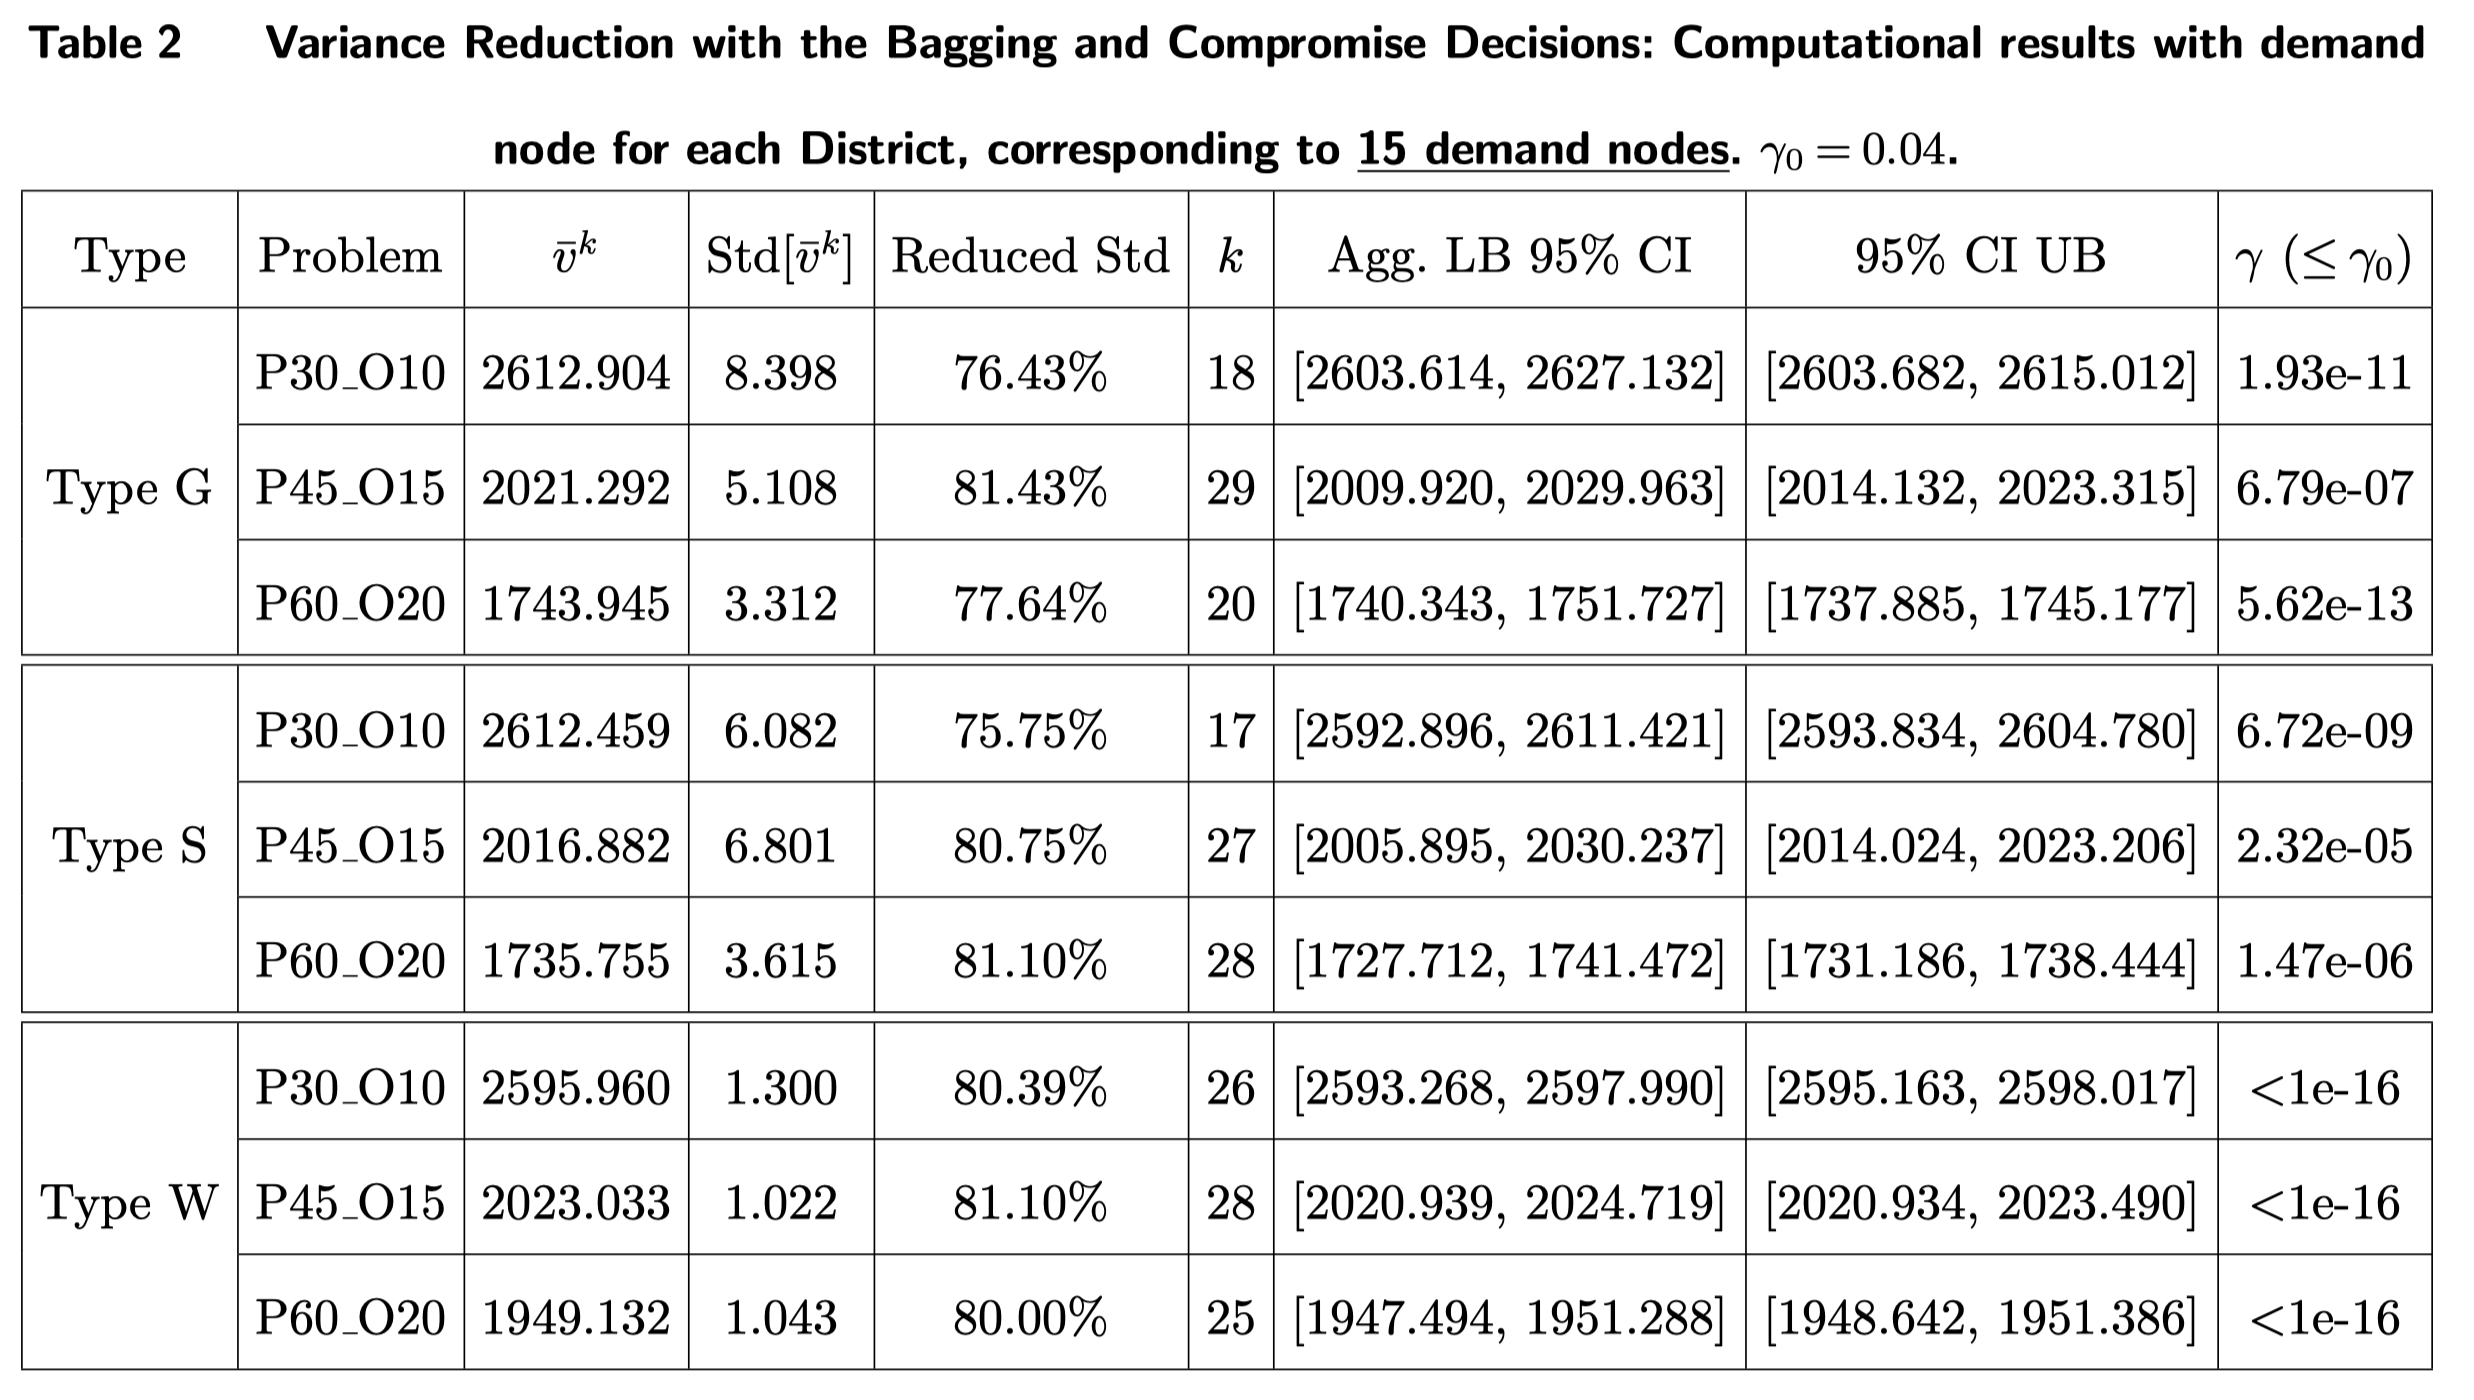 Table 2 Variance Reduction with the Bagging and Compromise Decisions: Computational results with demand
node for each District, corresponding to 15 demand nodes. γ₀ = 0.04.
Type Problem v̄ᵏ Std[v̄ᵏ] Reduced Std k Agg. LB 95% CI 95% CI UB γ (≤ γ₀)
P30_O10 2612.904 8.398 76.43% 18 [2603.614, 2627.132] [2603.682, 2615.012] 1.93e-11
Type G P45_O15 2021.292 5.108 81.43% 29 [2009.920, 2029.963] [2014.132, 2023.315] 6.79e-07
P60_O20 1743.945 3.312 77.64% 20 [1740.343, 1751.727] [1737.885, 1745.177] 5.62e-13
P30_O10 2612.459 6.082 75.75% 17 [2592.896, 2611.421] [2593.834, 2604.780] 6.72e-09
Type S P45_O15 2016.882 6.801 80.75% 27 [2005.895, 2030.237] [2014.024, 2023.206] 2.32e-05
P60_O20 1735.755 3.615 81.10% 28 [1727.712, 1741.472] [1731.186, 1738.444] 1.47e-06
P30_O10 2595.960 1.300 80.39% 26 [2593.268, 2597.990] [2595.163, 2598.017] <1e-16
Type W P45_O15 2023.033 1.022 81.10% 28 [2020.939, 2024.719] [2020.934, 2023.490] <1e-16
P60_O20 1949.132 1.043 80.00% 25 [1947.494, 1951.288] [1948.642, 1951.386] <1e-16